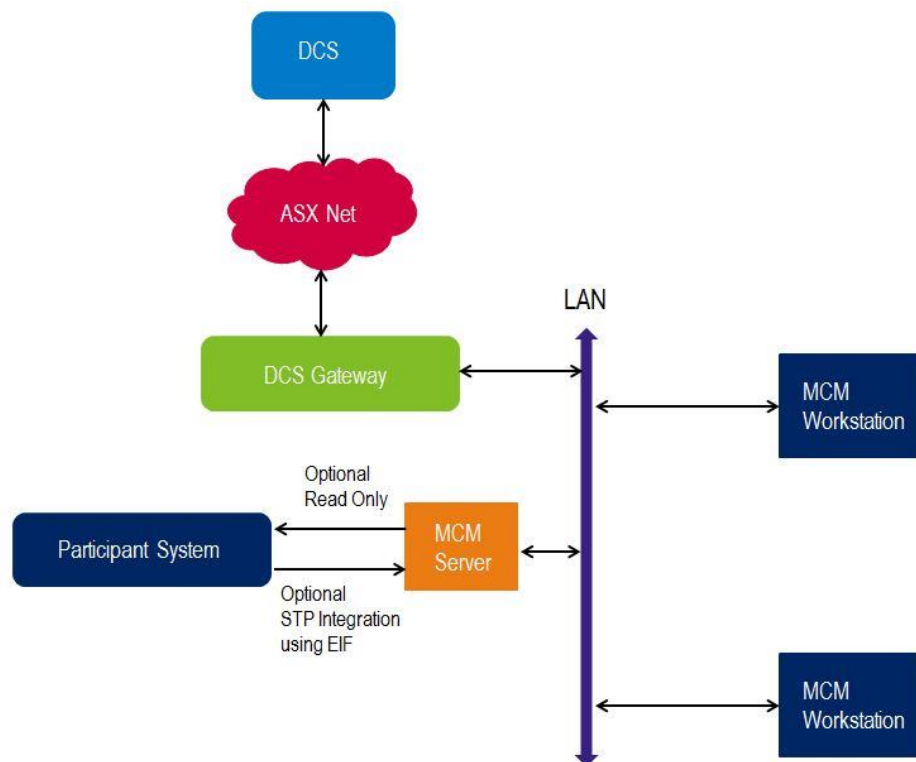 DCS
ASX Net
LAN
DCS Gateway
MCM
Workstation
Optional
Read Only
Participant System
MCM
Server
Optional
STP Integration
using EIF
MCM
Workstation